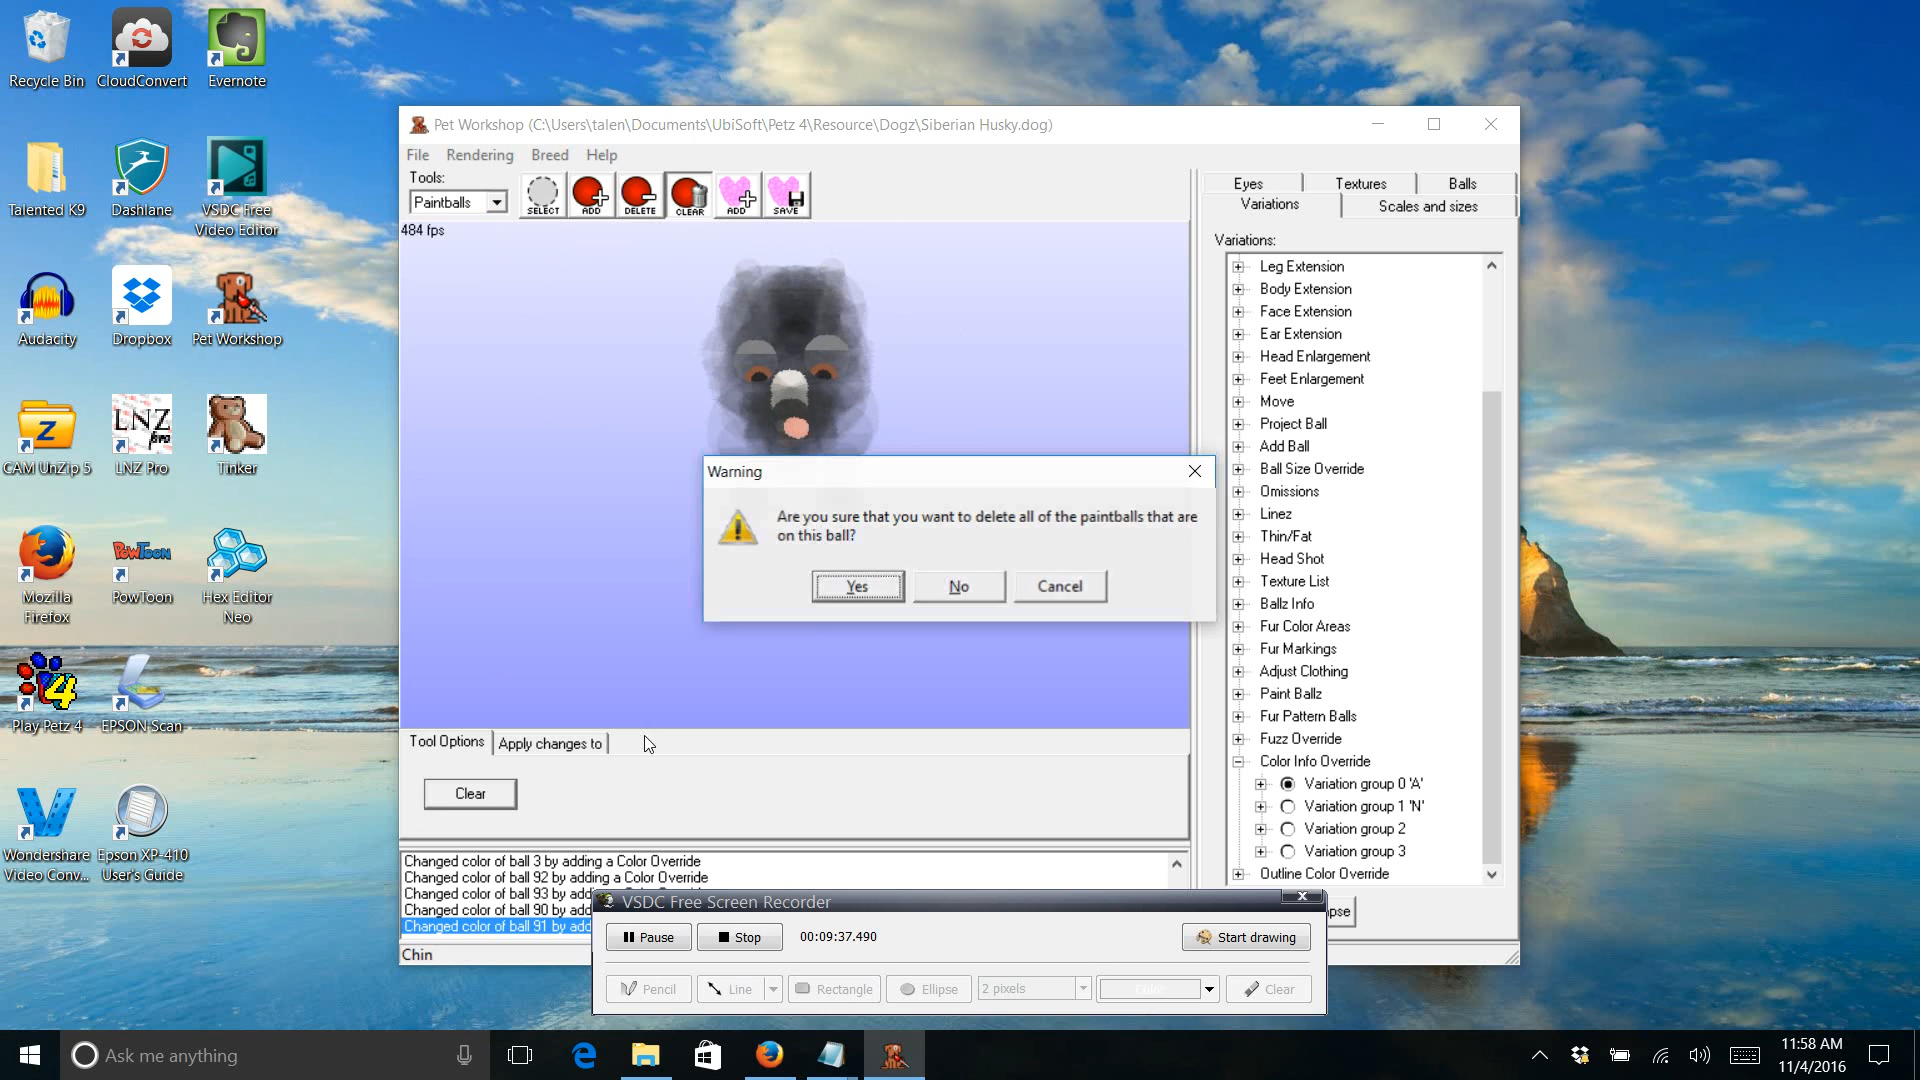 Recycle Bin
CloudConvert
Evernote
Talented K9
Dashlane
VSDC Free
Video Editor
Audacity
Dropbox
Pet Workshop
CAM UnZip 5
LNZ
pro
LNZ Pro
Tinker
Mozilla
Firefox
PowToon
PowToon
Hex Editor
Neo
Play Petz 4
EPSON Scan
Wondershare
Video Conv...
Epson XP-410
User's Guide
Pet Workshop (C:\Users\talen\Documents\UbiSoft\Petz 4\Resource\Dogz\Siberian Husky.dog)
File Rendering Breed Help
Tools:
Paintballs
SELECT ADD DELETE CLEAR ADD SAVE
484 fps
Eyes Textures Balls
Variations Scales and sizes
Variations:
Leg Extension
Body Extension
Face Extension
Ear Extension
Head Enlargement
Feet Enlargement
Move
Project Ball
Add Ball
Ball Size Override
Omissions
Linez
Thin/Fat
Head Shot
Texture List
Ballz Info
Fur Color Areas
Fur Markings
Adjust Clothing
Paint Ballz
Fur Pattern Balls
Fuzz Override
Color Info Override
Variation group 0 'A'
Variation group 1 'N'
Variation group 2
Variation group 3
Outline Color Override
pse
Warning
Are you sure that you want to delete all of the paintballs that are
on this ball?
Yes No Cancel
Tool Options Apply changes to
Clear
Changed color of ball 3 by adding a Color Override
Changed color of ball 92 by adding a Color Override
Changed color of ball 93 by add
Changed color of ball 90 by add
Changed color of ball 91 by add
Chin
VSDC Free Screen Recorder
Pause Stop 00:09:37.490 Start drawing
Pencil Line Rectangle Ellipse 2 pixels Color Clear
Ask me anything
11:58 AM
11/4/2016